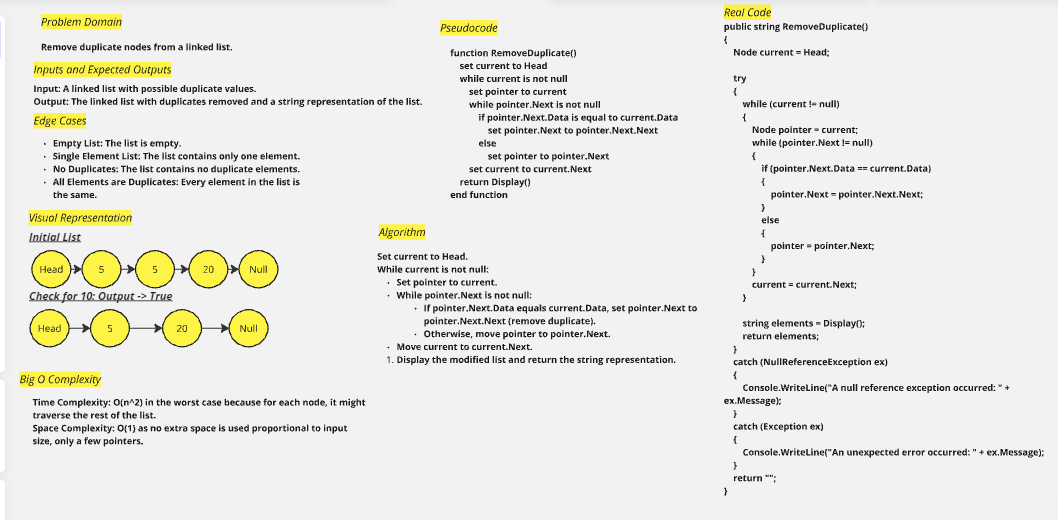 Problem Domain
Remove duplicate nodes from a linked list.
Inputs and Expected Outputs
Input: A linked list with possible duplicate values.
Output: The linked list with duplicates removed and a string representation of the list.
Edge Cases
· Empty List: The list is empty.
· Single Element List: The list contains only one element.
· No Duplicates: The list contains no duplicate elements.
· All Elements are Duplicates: Every element in the list is
the same.
Visual Representation
Initial List
Head 5 5 20 Null
Check for 10: Output -> True
Head 5 20 Null
Big O Complexity
Time Complexity: O(n^2) in the worst case because for each node, it might
traverse the rest of the list.
Space Complexity: O(1) as no extra space is used proportional to input
size, only a few pointers.
Pseudocode
function RemoveDuplicate()
set current to Head
while current is not null
set pointer to current
while pointer.Next is not null
if pointer.Next.Data is equal to current.Data
set pointer.Next to pointer.Next.Next
else
set pointer to pointer.Next
set current to current.Next
return Display()
end function
Algorithm
Set current to Head.
While current is not null:
· Set pointer to current.
· While pointer.Next is not null:
· If pointer.Next.Data equals current.Data, set pointer.Next to
pointer.Next.Next (remove duplicate).
· Otherwise, move pointer to pointer.Next.
· Move current to current.Next.
1. Display the modified list and return the string representation.
Real Code
public string RemoveDuplicate()
{
Node current = Head;
try
{
while (current != null)
{
Node pointer = current;
while (pointer.Next != null)
{
if (pointer.Next.Data == current.Data)
{
pointer.Next = pointer.Next.Next;
}
else
{
pointer = pointer.Next;
}
}
current = current.Next;
}
string elements = Display();
return elements;
}
catch (NullReferenceException ex)
{
Console.WriteLine("A null reference exception occurred: " +
ex.Message);
}
catch (Exception ex)
{
Console.WriteLine("An unexpected error occurred: " + ex.Message);
}
return "";
}